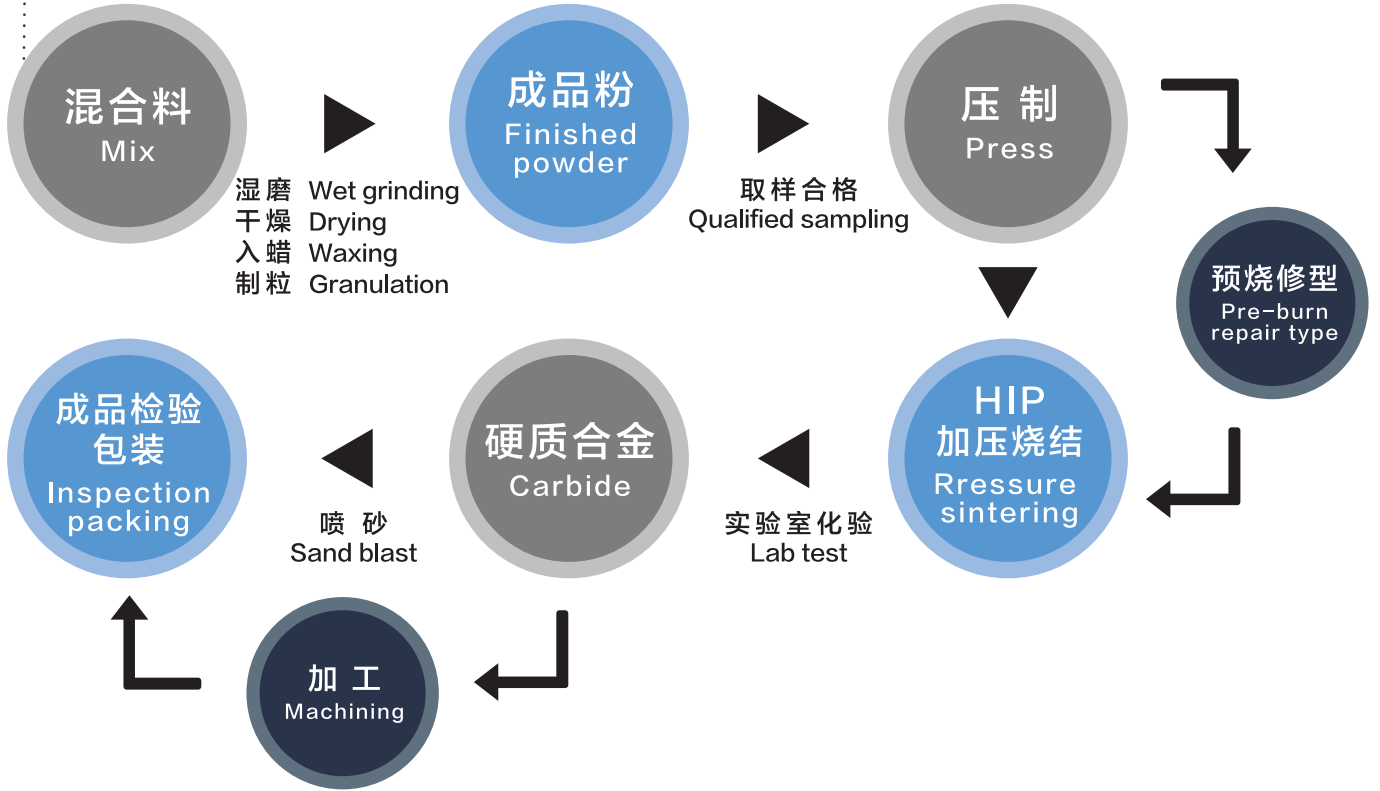 混合料
Mix
湿磨 Wet grinding
干燥 Drying
入蜡 Waxing
制粒 Granulation
成品粉
Finished
powder
取样合格
Qualified sampling
压 制
Press
预烧修型
Pre-burn
repair type
HIP
加压烧结
Rressure
sintering
实验室化验
Lab test
硬质合金
Carbide
喷 砂
Sand blast
加 工
Machining
成品检验
包装
Inspection
packing